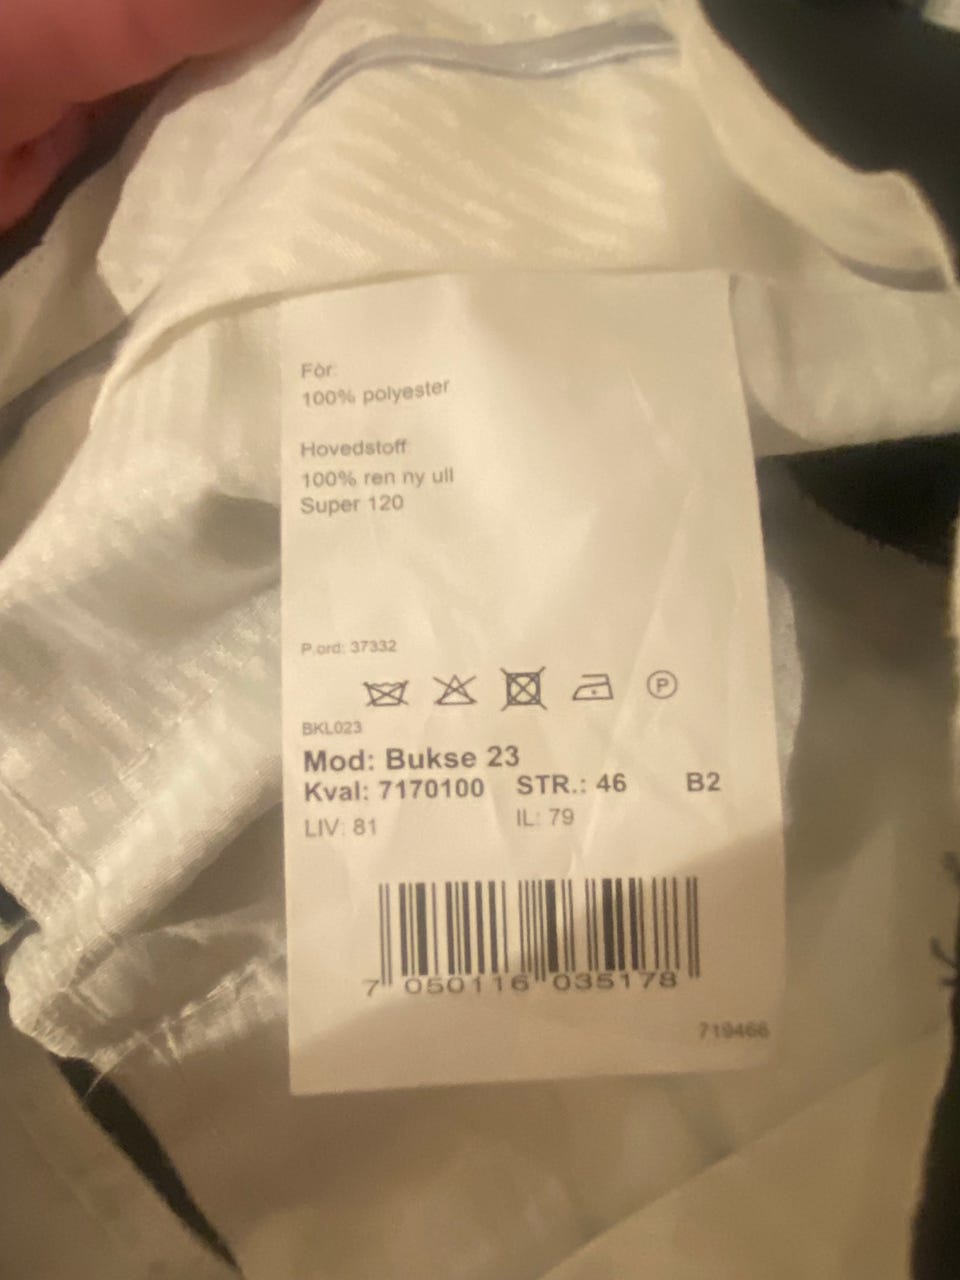 Fòr:
100% polyester
Hovedstoff:
100% ren ny ull
Super 120
P.ord: 37332
P
BKL023
Mod: Bukse 23
Kval: 7170100 STR.: 46 B2
LIV: 81 IL: 79
7 050116 035178
719466